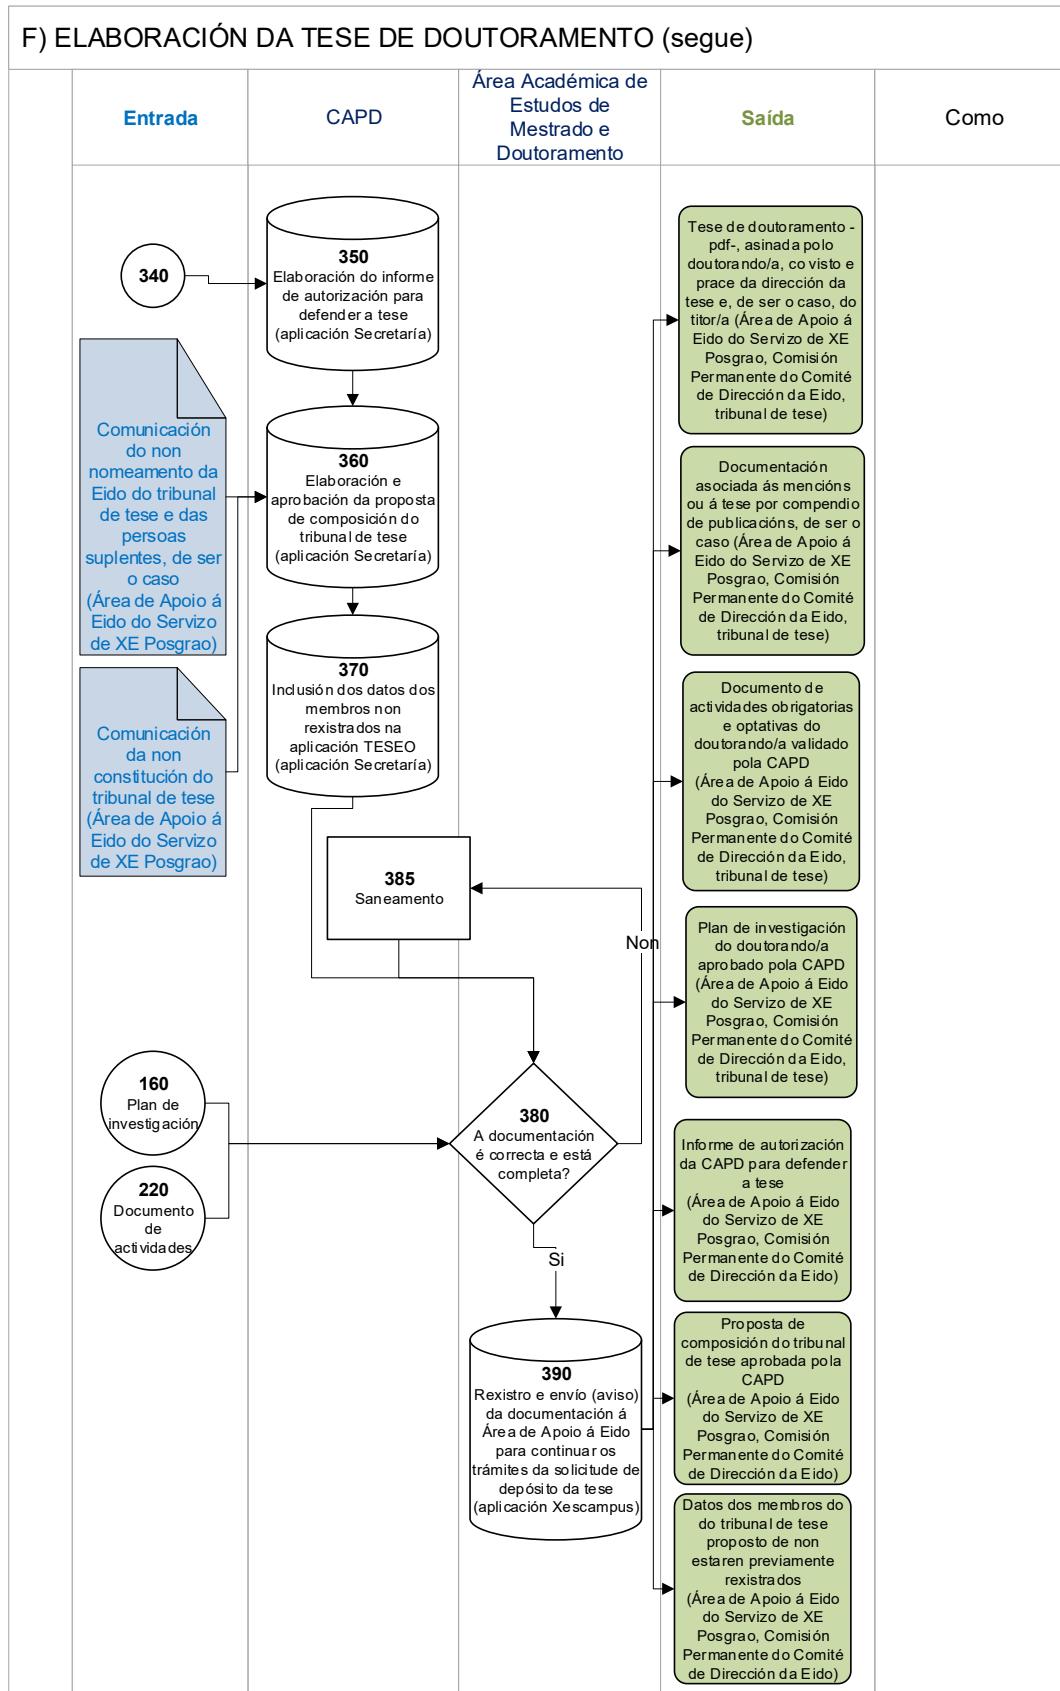 F) ELABORACIÓN DA TESE DE DOUTORAMENTO (segue)
Entrada
CAPD
Área Académica de
Estudos de
Mestrado e
Doutoramento
Saída
Como
340
350
Elaboración do informe
de autorización para
defender a tese
(aplicación Secretaría)
Comunicación
do non
nomeamento da
Eido do tribunal
de tese e das
persoas
suplentes, de ser
o caso
(Área de Apoio á
Eido do Servizo
de XE Posgrao)
360
Elaboración e
aprobación da proposta
de composición do
tribunal de tese
(aplicación Secretaría)
370
Inclusión dos datos dos
membros non
rexistrados na
aplicación TESEO
(aplicación Secretaría)
Comunicación
da non
constitución do
tribunal de tese
(Área de Apoio á
Eido do Servizo
de XE Posgrao)
385
Saneamento
Non
160
Plan de
investigación
220
Documento
de
actividades
380
A documentación
é correcta e está
completa?
Si
390
Rexistro e envío (aviso)
da documentación á
Área de Apoio á Eido
para continuar os
trámites da solicitude de
depósito da tese
(aplicación Xescampus)
Tese de doutoramento -
pdf-, asinada polo
doutorando/a, co visto e
prace da dirección da
tese e, de ser o caso, do
titor/a (Área de Apoio á
Eido do Servizo de XE
Posgrao, Comisión
Permanente do Comité
de Dirección da Eido,
tribunal de tese)
Documentación
asociada ás mencións
ou á tese por compendio
de publicacións, de ser o
caso (Área de Apoio á
Eido do Servizo de XE
Posgrao, Comisión
Permanente do Comité
de Dirección da Eido,
tribunal de tese)
Documento de
actividades obrigatorias
e optativas do
doutorando/a validado
pola CAPD
(Área de Apoio á Eido
do Servizo de XE
Posgrao, Comisión
Permanente do Comité
de Dirección da Eido,
tribunal de tese)
Plan de investigación
do doutorando/a
aprobado pola CAPD
(Área de Apoio á Eido
do Servizo de XE
Posgrao, Comisión
Permanente do Comité
de Dirección da Eido,
tribunal de tese)
Informe de autorización
da CAPD para defender
a tese
(Área de Apoio á Eido
do Servizo de XE
Posgrao, Comisión
Permanente do Comité
de Dirección da Eido)
Proposta de
composición do tribunal
de tese aprobada pola
CAPD
(Área de Apoio á Eido
do Servizo de XE
Posgrao, Comisión
Permanente do Comité
de Dirección da Eido)
Datos dos membros do
do tribunal de tese
proposto de non
estaren previamente
rexistrados
(Área de Apoio á Eido
do Servizo de XE
Posgrao, Comisión
Permanente do Comité
de Dirección da Eido)